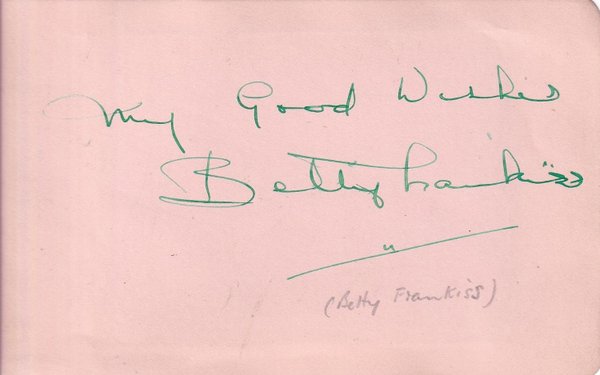 My Good Wishes
Betty Frankiss
"
(Betty Frankiss)